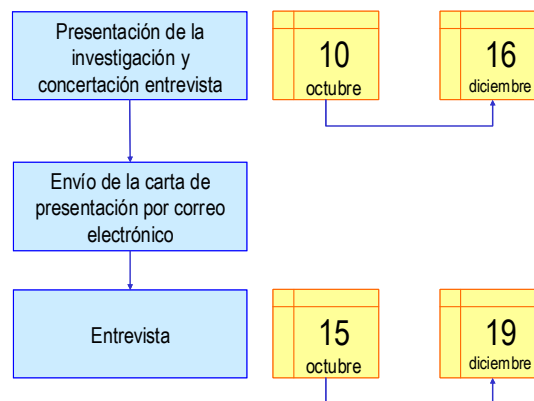 Presentación de la
investigación y
concertación entrevista
10
octubre
16
diciembre
Envío de la carta de
presentación por correo
electrónico
Entrevista
15
octubre
19
diciembre